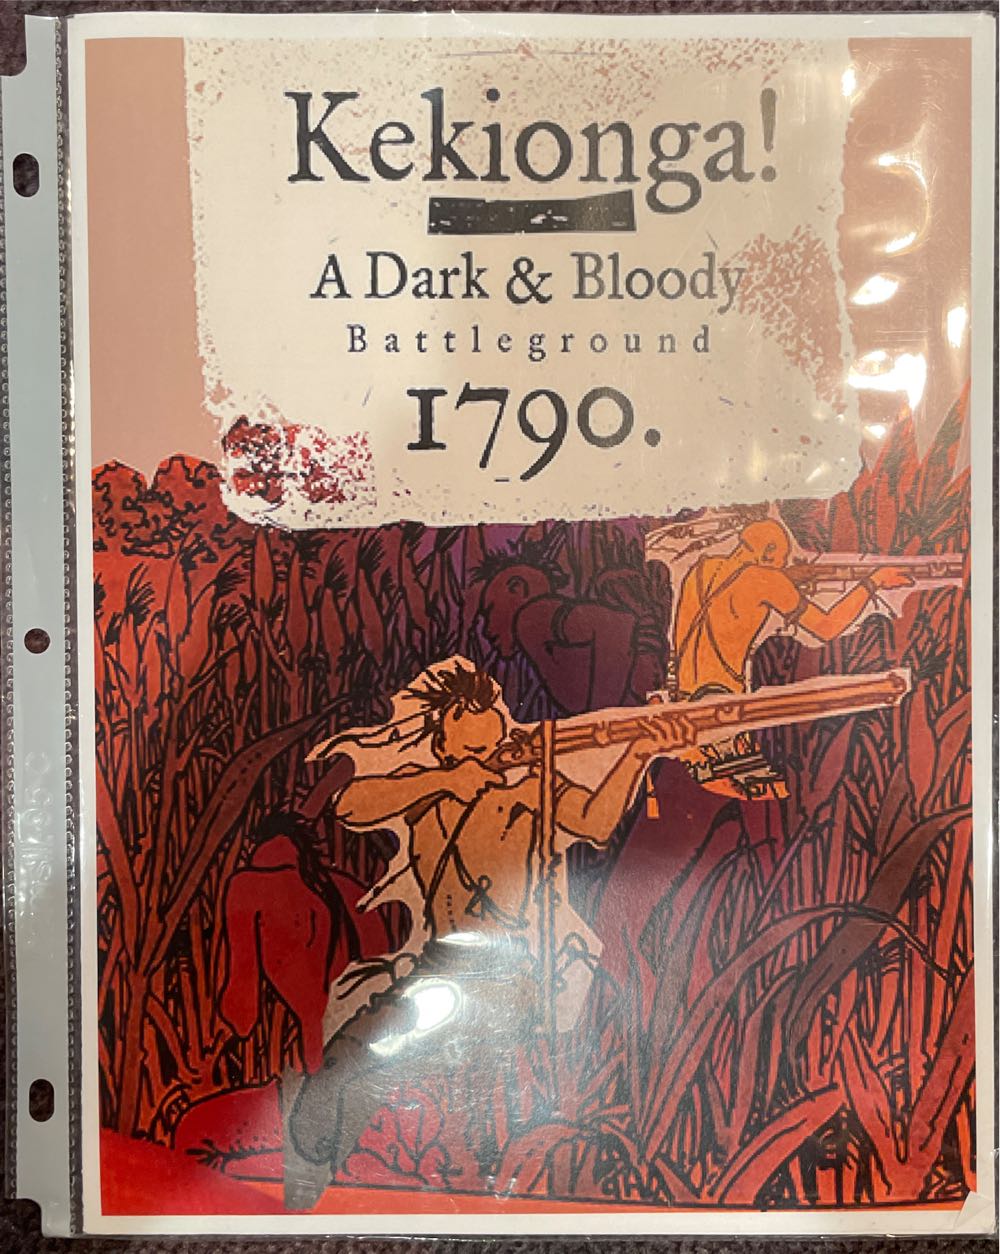 Kekionga!
A Dark & Bloody
Battleground
1790.